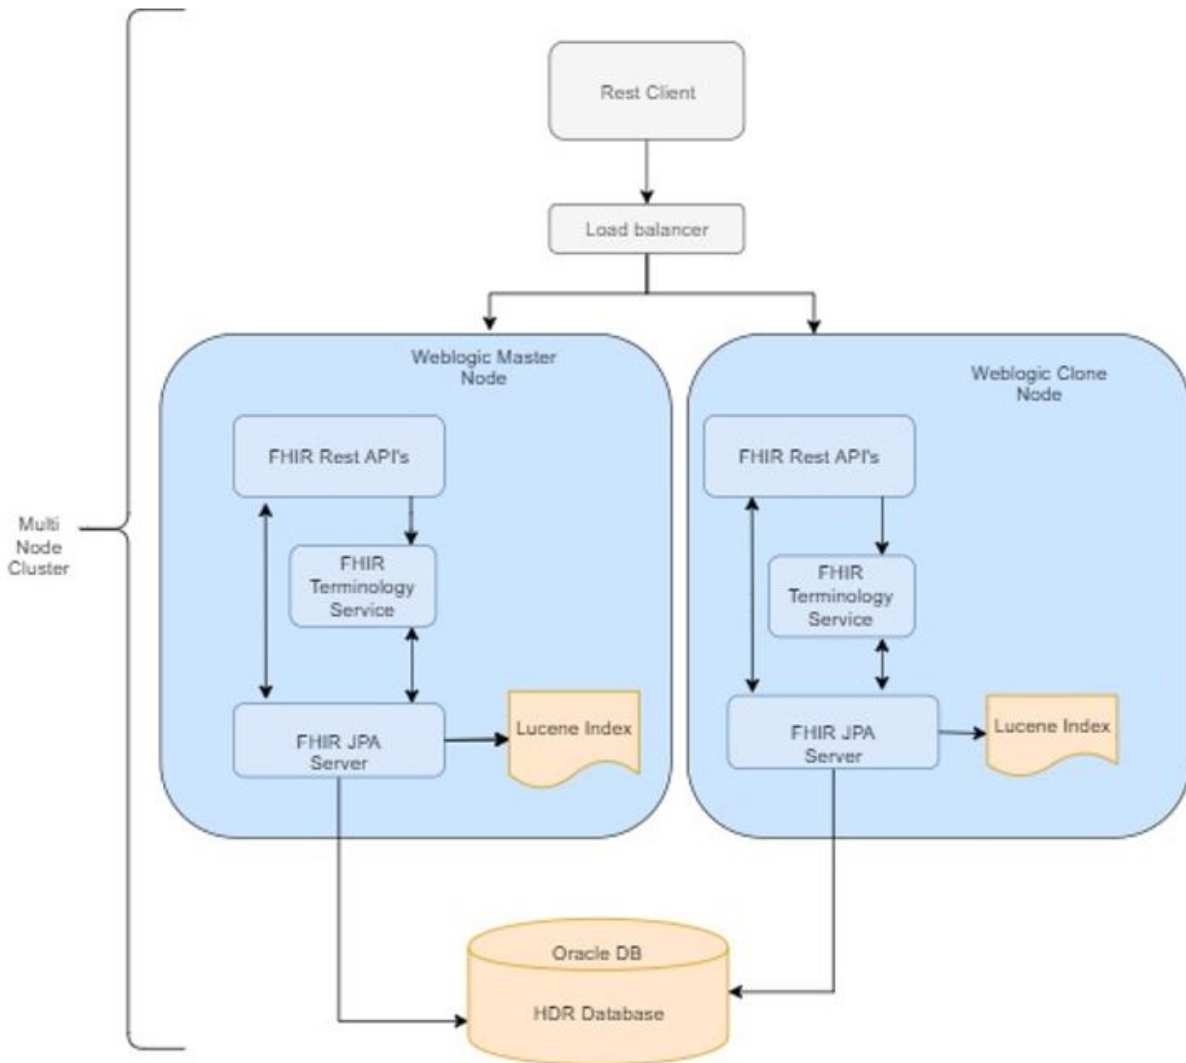 Rest Client
Load balancer
Weblogic Master
Node
Weblogic Clone
Node
FHIR Rest API's
FHIR Rest API's
Multi
Node
Cluster
FHIR
Terminology
Service
FHIR
Terminology
Service
FHIR JPA
Server
Lucene Index
FHIR JPA
Server
Lucene Index
Oracle DB
HDR Database